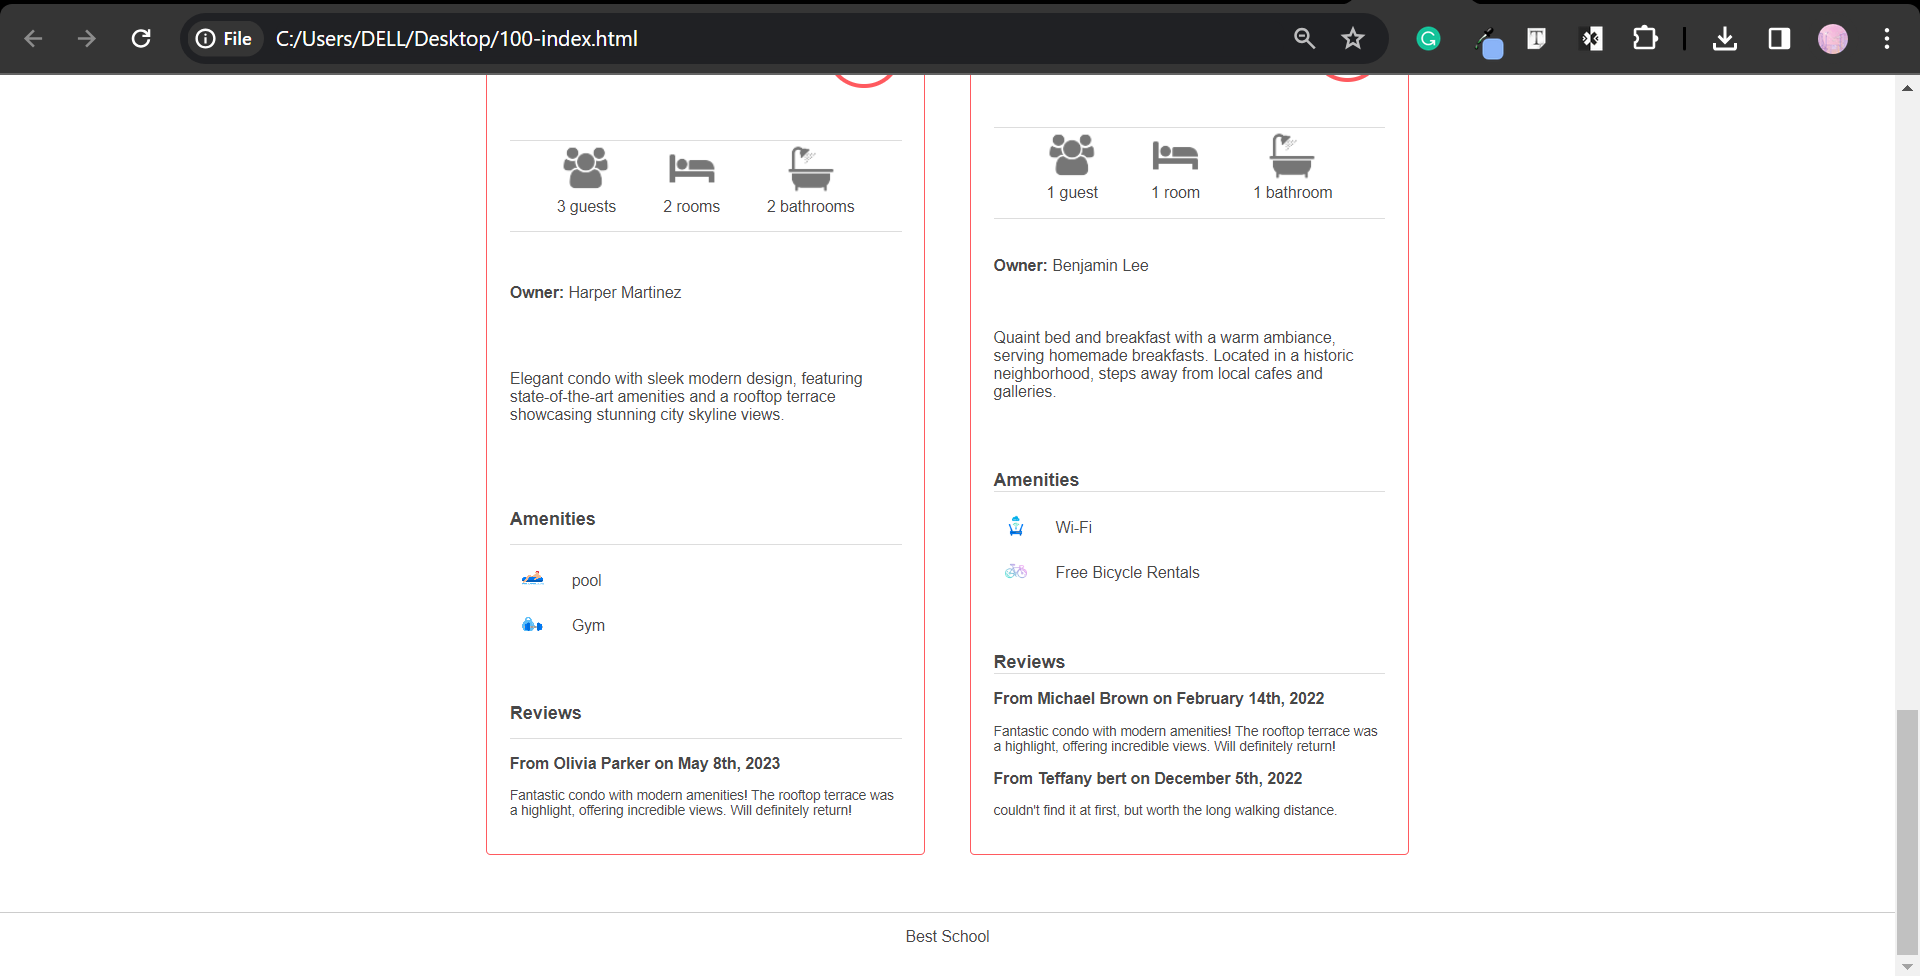 File
C:/Users/DELL/Desktop/100-index.html
3 guests
2 rooms
2 bathrooms
Owner: Harper Martinez
Elegant condo with sleek modern design, featuring
state-of-the-art amenities and a rooftop terrace
showcasing stunning city skyline views.
Amenities
pool
Gym
Reviews
From Olivia Parker on May 8th, 2023
Fantastic condo with modern amenities! The rooftop terrace was
a highlight, offering incredible views. Will definitely return!
1 guest
1 room
1 bathroom
Owner: Benjamin Lee
Quaint bed and breakfast with a warm ambiance,
serving homemade breakfasts. Located in a historic
neighborhood, steps away from local cafes and
galleries.
Amenities
Wi-Fi
Free Bicycle Rentals
Reviews
From Michael Brown on February 14th, 2022
Fantastic condo with modern amenities! The rooftop terrace was
a highlight, offering incredible views. Will definitely return!
From Teffany bert on December 5th, 2022
couldn't find it at first, but worth the long walking distance.
Best School